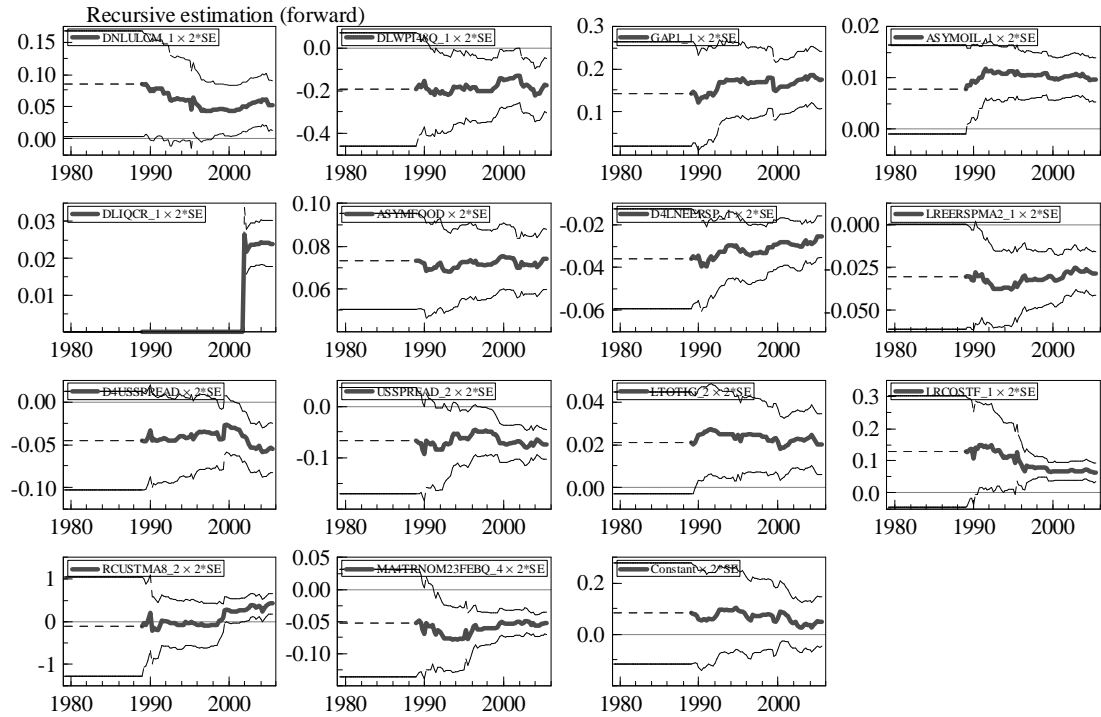 Recursive estimation (forward)
DNLULCM_1 × 2*SE
0.15
0.10
0.05
0.00
1980 1990 2000
× 2*SE
0.0
-0.2
-0.4
1980 1990 2000
GAP1_1 × 2*SE
0.3
0.2
0.1
1980 1990 2000
ASYMOIL_1 × 2*SE
0.02
0.01
0.00
1980 1990 2000
DLIQCR_1 × 2*SE
0.03
0.02
0.01
1980 1990 2000
ASYMFOOD × 2*SE
0.10
0.08
0.06
1980 1990 2000
D4LNEERSP_1 × 2*SE
-0.02
-0.04
-0.06
1980 1990 2000
LREERSPMA2_1 × 2*SE
0.000
-0.025
-0.050
1980 1990 2000
D4USSPREAD × 2*SE
0.00
-0.05
-0.10
1980 1990 2000
USSPREAD_2 × 2*SE
0.0
-0.1
1980 1990 2000
LTOTIG_2 × 2*SE
0.04
0.02
0.00
1980 1990 2000
LRCOSTF_1 × 2*SE
0.3
0.2
0.1
0.0
1980 1990 2000
RCUSTMA8_2 × 2*SE
1
0
-1
1980 1990 2000
MA4TRNOM23FEBQ_4 × 2*SE
0.05
0.00
-0.05
-0.10
1980 1990 2000
Constant × 2*SE
0.2
0.0
1980 1990 2000